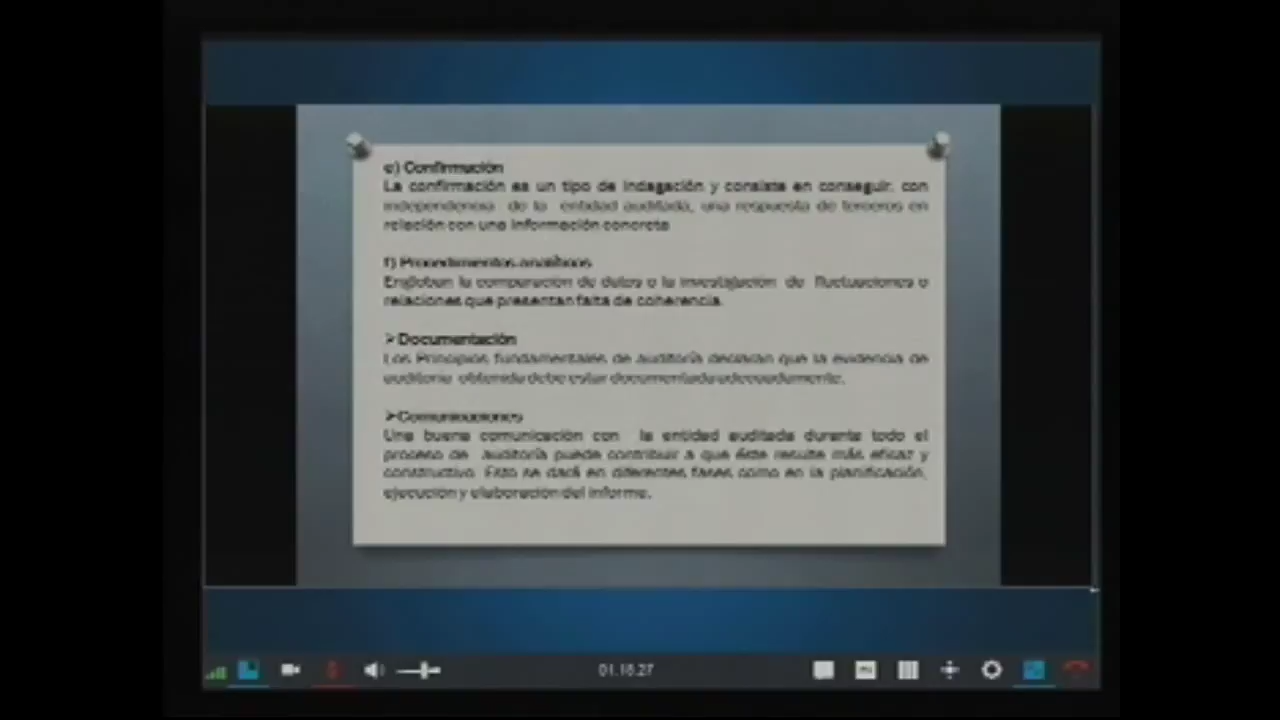 e) Confirmación
La confirmación es un tipo de indagación y consiste en conseguir, con
independencia de la entidad auditada, una respuesta de terceros en
relación con una información concreta
f) Procedimientos analíticos
Engloban la comparación de datos o la investigación de fluctuaciones o
relaciones que presentan falta de coherencia.
➢Documentación
Los Principios fundamentales de auditoría declaran que la evidencia de
auditoria obtenida debe estar documentada adecuadamente.
➢Comunicaciones
Una buena comunicación con la entidad auditada durante todo el
proceso de auditoría puede contribuir a que éste resulte más eficaz y
constructivo. Esto se dará en diferentes fases como en la planificación,
ejecución y elaboración del informe.
01:18:27